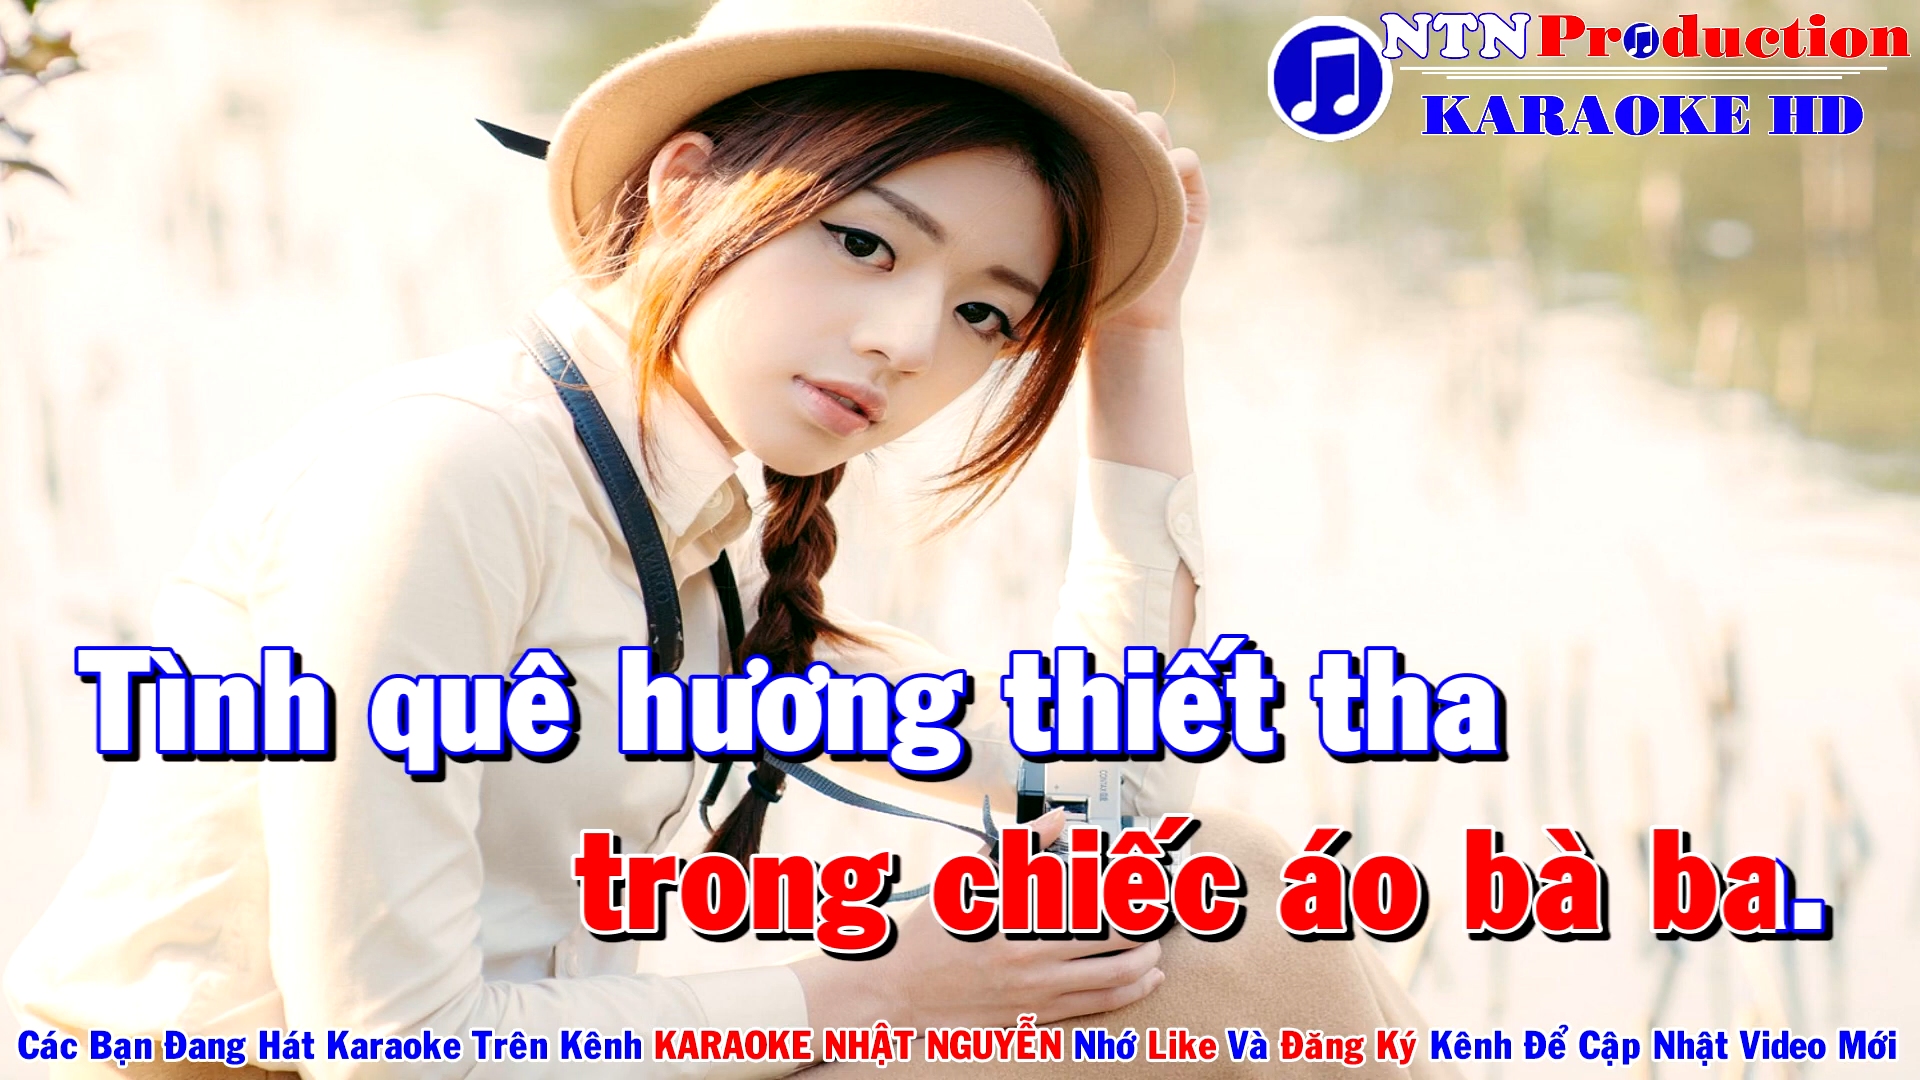 NTN Production
KARAOKE HD
Tình quê hương thiết tha
trong chiếc áo bà ba.
Các Bạn Đang Hát Karaoke Trên Kênh KARAOKE NHẬT NGUYỄN Nhớ Like Và Đăng Ký Kênh Để Cập Nhật Video Mới